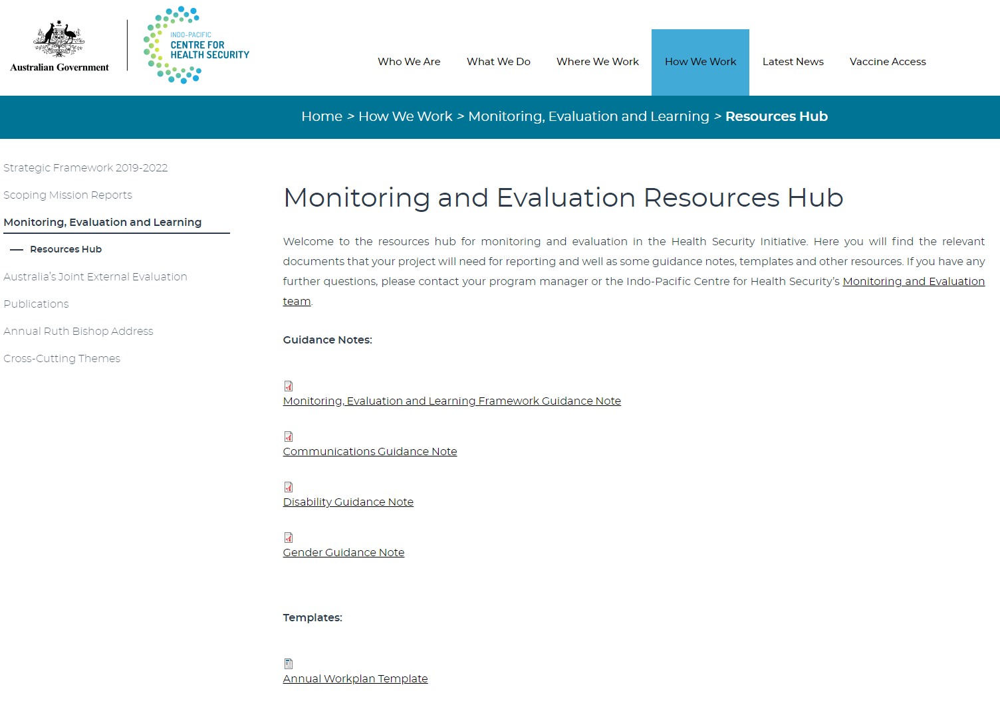 Australian Government
INDO-PACIFIC
CENTRE FOR
HEALTH SECURITY
Who We Are
What We Do
Where We Work
How We Work
Latest News
Vaccine Access
Home > How We Work > Monitoring, Evaluation and Learning > Resources Hub
Strategic Framework 2019-2022
Scoping Mission Reports
Monitoring, Evaluation and Learning
Resources Hub
Australia’s Joint External Evaluation
Publications
Annual Ruth Bishop Address
Cross-Cutting Themes
Monitoring and Evaluation Resources Hub
Welcome to the resources hub for monitoring and evaluation in the Health Security Initiative. Here you will find the relevant
documents that your project will need for reporting and well as some guidance notes, templates and other resources. If you have any
further questions, please contact your program manager or the Indo-Pacific Centre for Health Security’s Monitoring and Evaluation
team.
Guidance Notes:
Monitoring, Evaluation and Learning Framework Guidance Note
Communications Guidance Note
Disability Guidance Note
Gender Guidance Note
Templates:
Annual Workplan Template